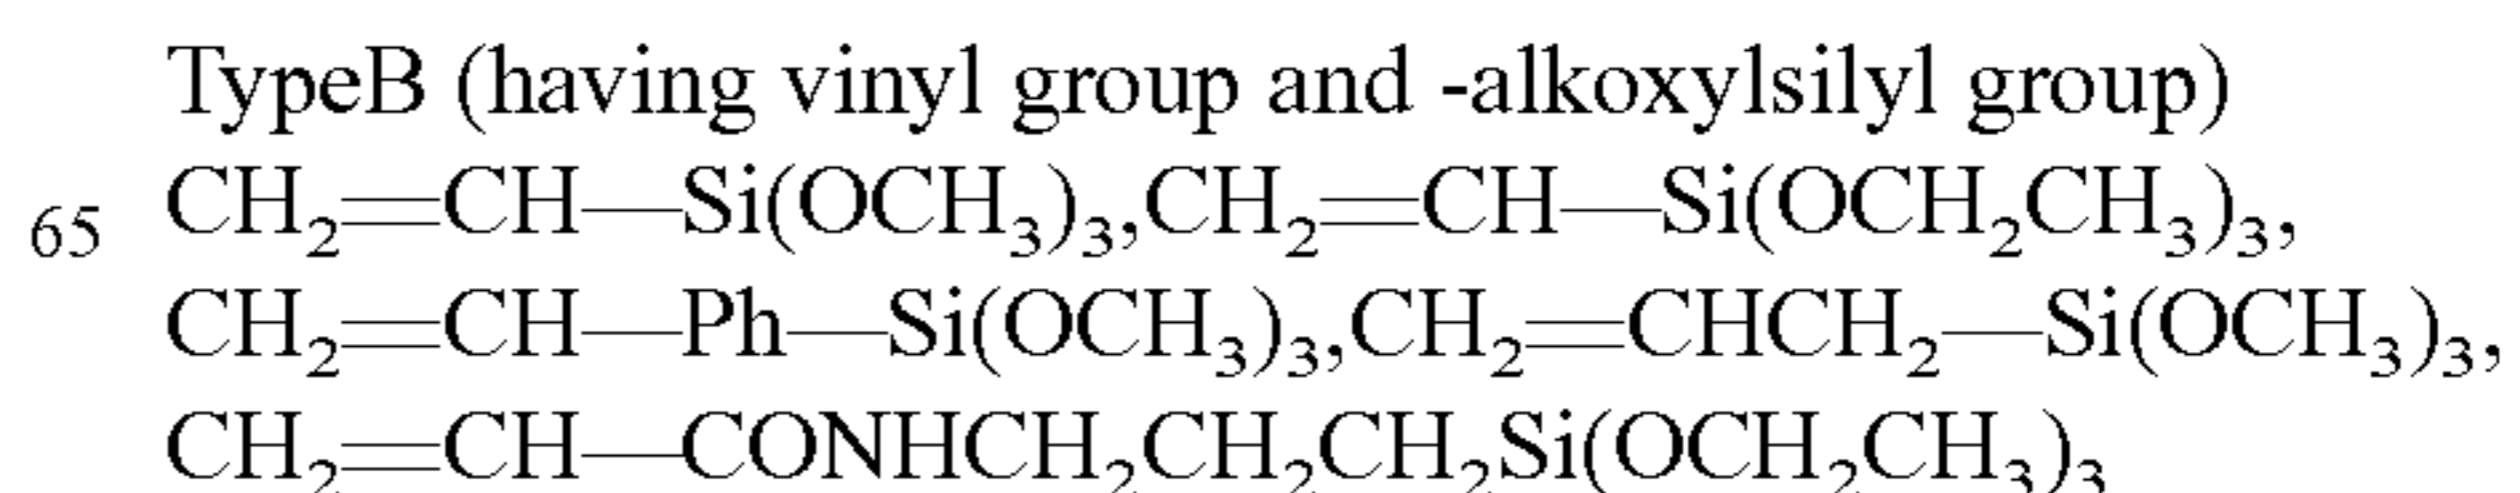 TypeB (having vinyl group and -alkoxylsilyl group)
65 CH₂=CH—Si(OCH₃)₃,CH₂=CH—Si(OCH₂CH₃)₃,
CH₂=CH—Ph—Si(OCH₃)₃,CH₂=CHCH₂—Si(OCH₃)₃,
CH₂=CH—CONHCH₂CH₂CH₂Si(OCH₂CH₃)₃